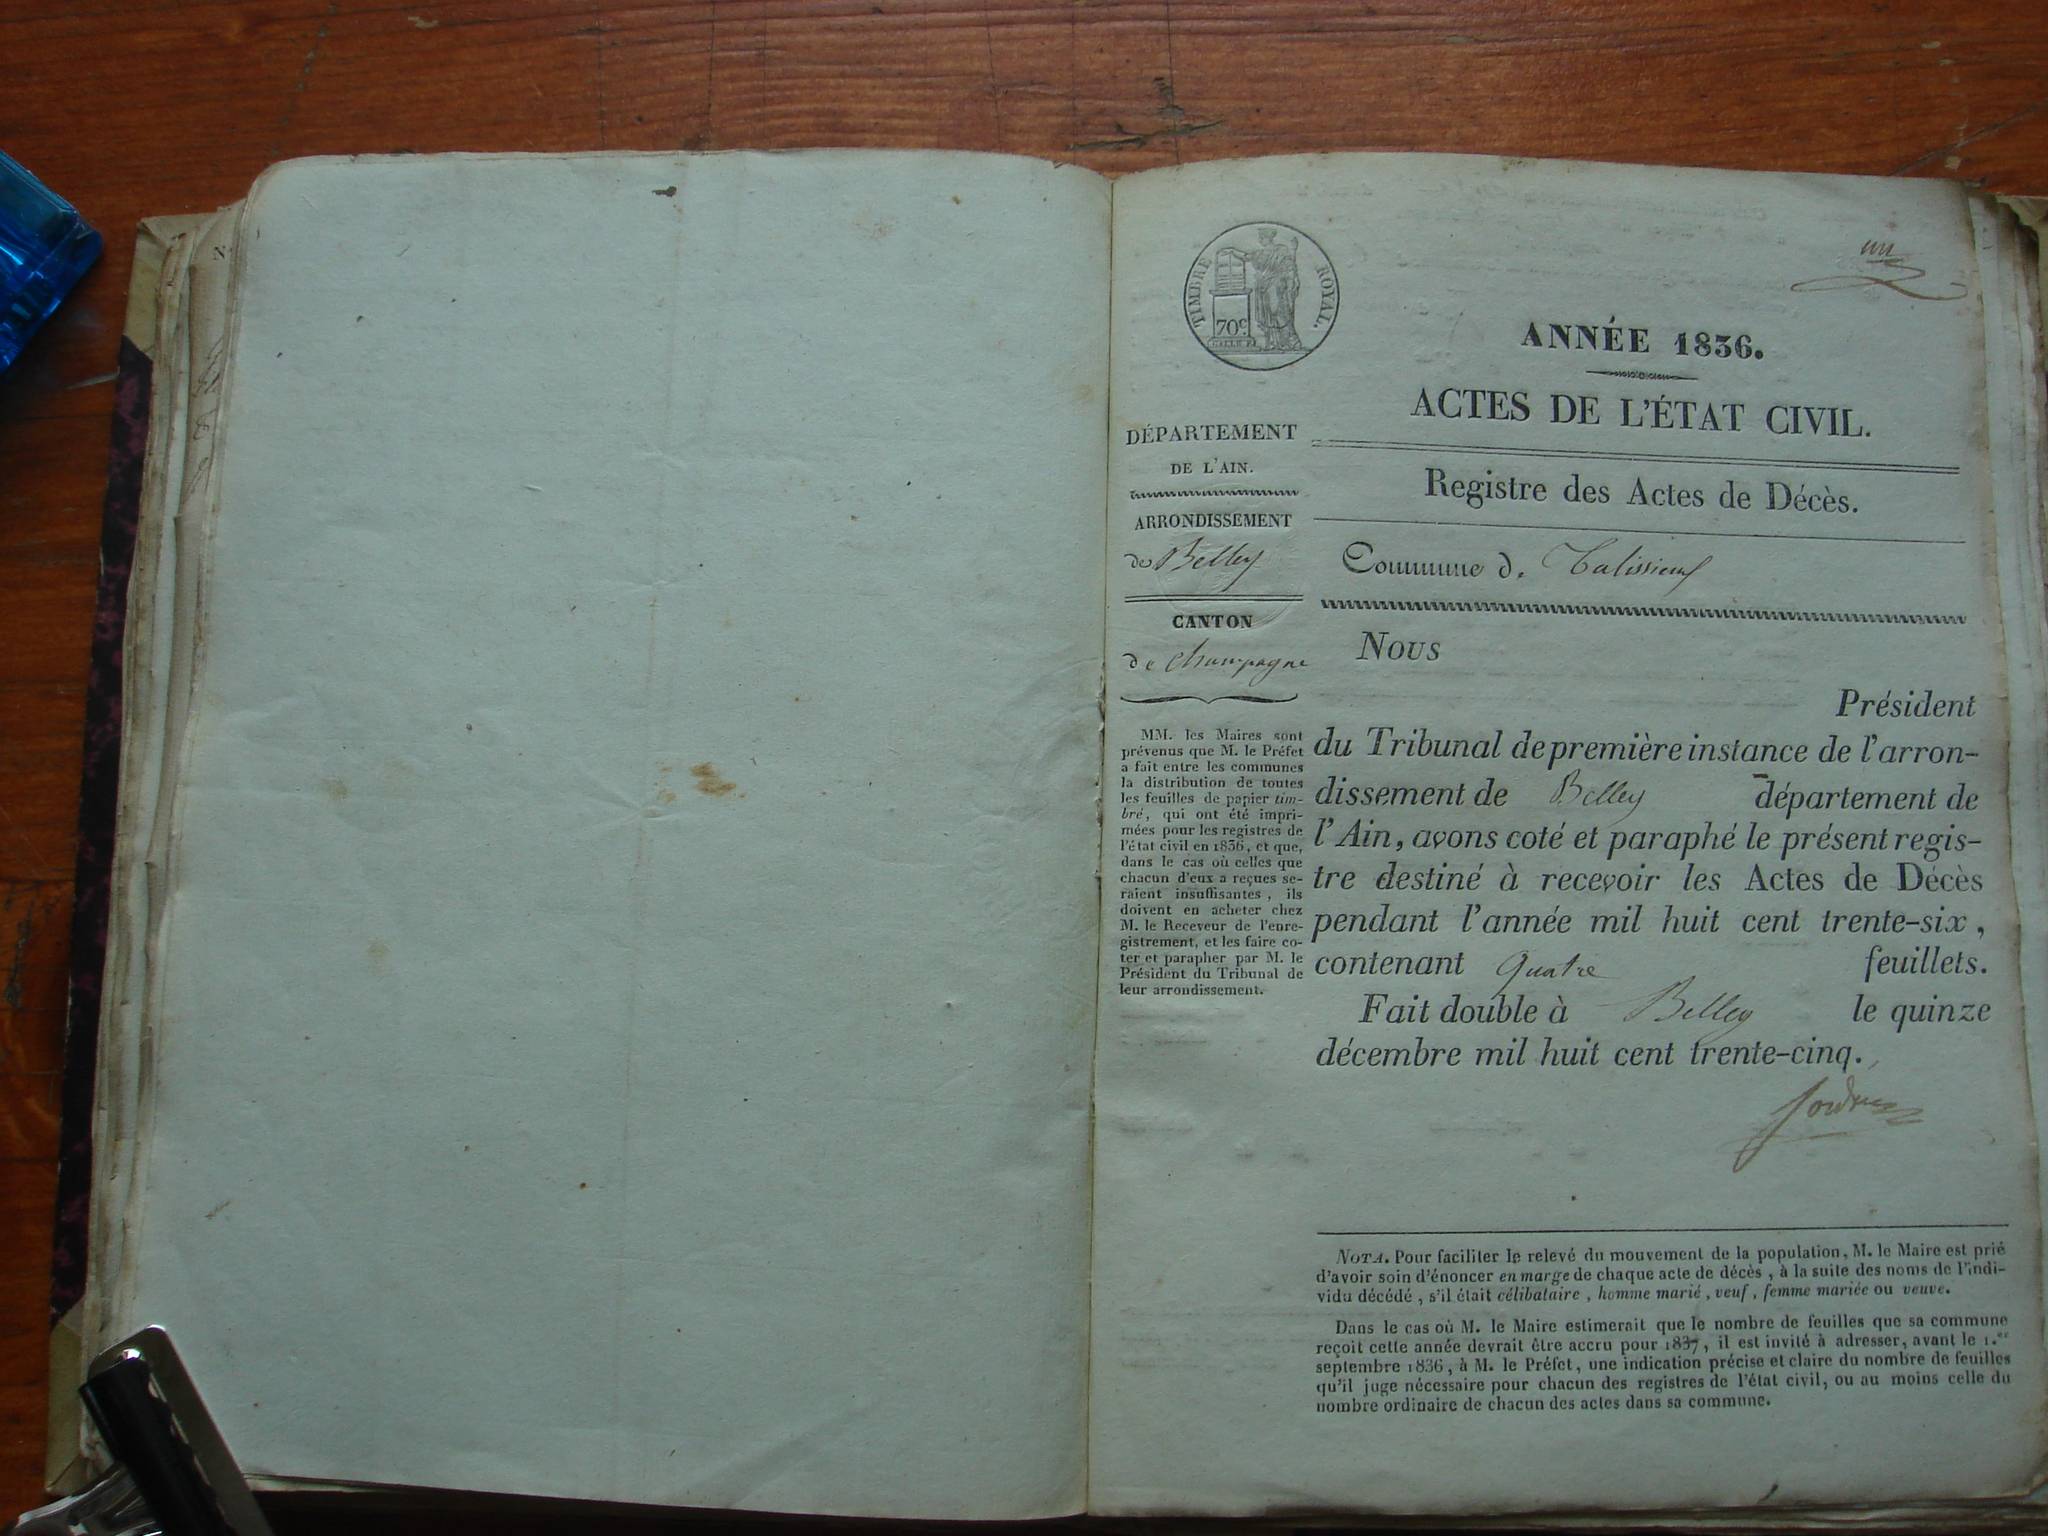 un
TIMBRE ROYAL.
70c
ANNÉE 1836.
ACTES DE L'ÉTAT CIVIL.
Registre des Actes de Décès.
Commune de Talissieu
DÉPARTEMENT
DE L'AIN.
ARRONDISSEMENT
de Belley
CANTON
de Champagne
MM. les Maires sont
prévenus que M. le Préfet
a fait entre les communes
la distribution de toutes
les feuilles de papier tim-
bré, qui ont été impri-
mées pour les registres de
l'état civil en 1836, et que,
dans le cas où celles que
chacun d'eux a reçues se-
raient insuffisantes, ils
doivent en acheter chez
M. le Receveur de l'enre-
gistrement, et les faire co-
ter et parapher par M. le
Président du Tribunal de
leur arrondissement.
Nous
Président
du Tribunal de première instance de l'arron-
dissement de Belley département de
l'Ain, avons coté et paraphé le présent regis-
tre destiné à recevoir les Actes de Décès
pendant l'année mil huit cent trente-six,
contenant quatre feuillets.
Fait double à Belley le quinze
décembre mil huit cent trente-cinq.
NOTA. Pour faciliter le relevé du mouvement de la population, M. le Maire est prié
d'avoir soin d'énoncer en marge de chaque acte de décès, à la suite des noms de l'indi-
vidu décédé, s'il était célibataire, homme marié, veuf, femme mariée ou veuve.
Dans le cas où M. le Maire estimerait que le nombre de feuilles que sa commune
reçoit cette année devrait être accru pour 1837, il est invité à adresser, avant le 1.er
septembre 1836, à M. le Préfet, une indication précise et claire du nombre de feuilles
qu'il juge nécessaire pour chacun des registres de l'état civil, ou au moins celle du
nombre ordinaire de chacun des actes dans sa commune.